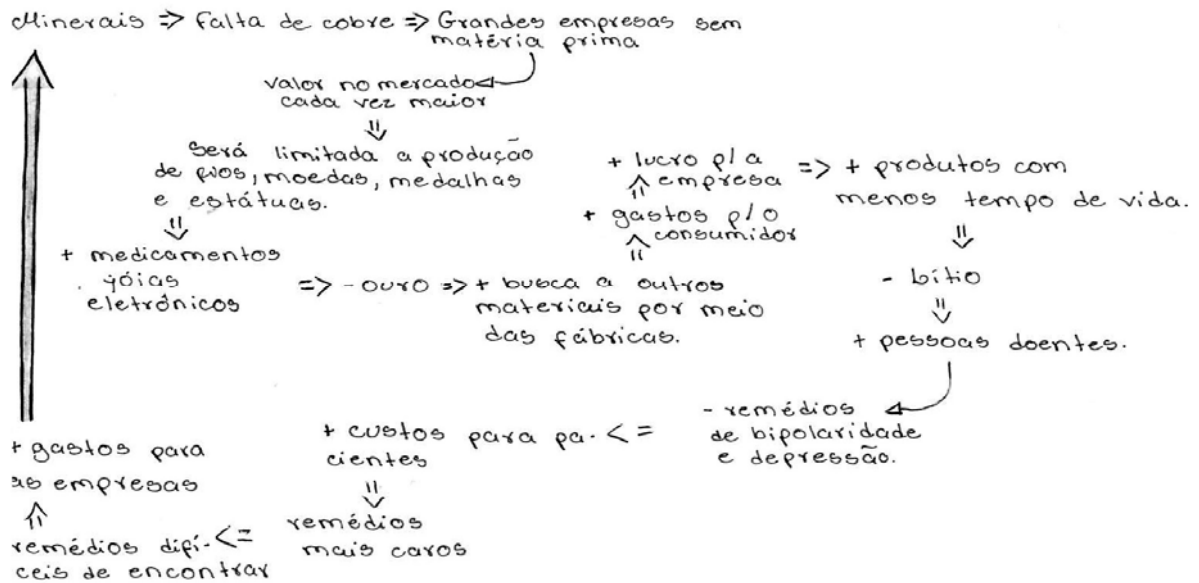 Minerais => Falta de cobre => Grandes empresas sem
matéria prima
Valor no mercado
cada vez maior
Será limitada a produção
de fios, moedas, medalhas
e estátuas.
+ medicamentos
jóias
eletrônicos
=> - ouro => + busca a outros
materiais por meio
das fábricas.
+ gastos p/ o
consumidor
+ lucro p/ a
empresa
=> + produtos com
menos tempo de vida.
- bítio
+ pessoas doentes.
- remédios
de bipolaridade
e depressão.
+ custos para pa- <=
cientes
remédios
mais caros
remédios difí- <=
ceis de encontrar
+ gastos para
as empresas